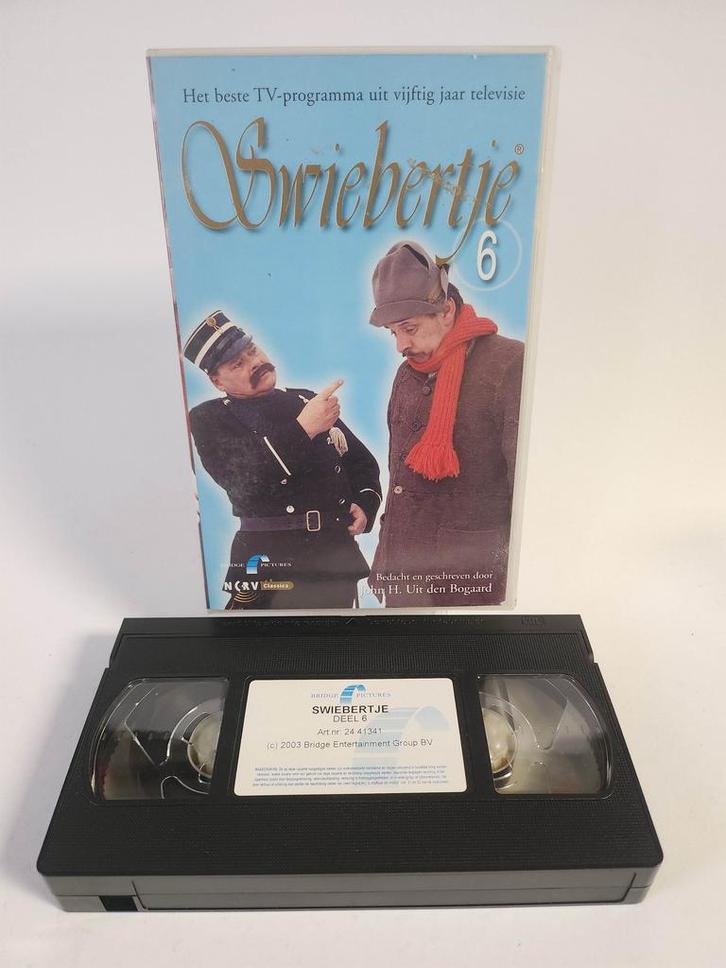 Het beste TV-programma uit vijftig jaar televisie
Swiebertje®
6
BRIDGE PICTURES
NCRV Classics
Bedacht en geschreven door
John H. Uit den Bogaard
BRIDGE PICTURES
SWIEBERTJE
DEEL 6
Art.nr. 24 41341
(c) 2003 Bridge Entertainment Group BV